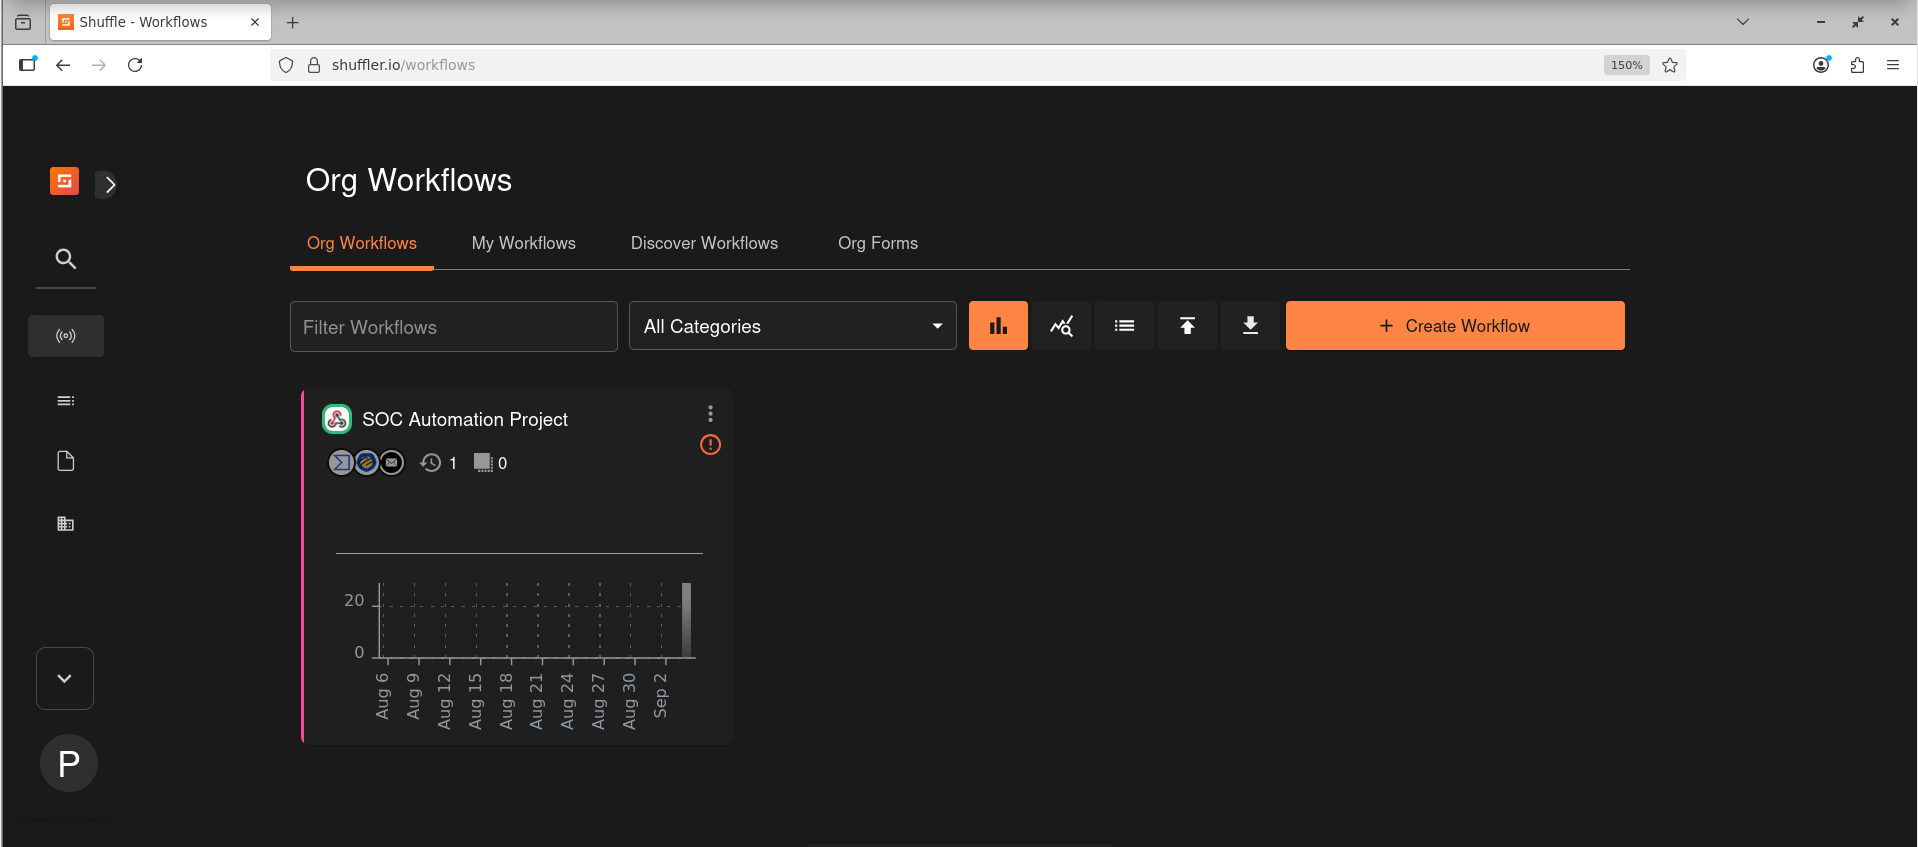 Shuffle - Workflows
shuffler.io/workflows
150%
Org Workflows
Org Workflows
My Workflows
Discover Workflows
Org Forms
Filter Workflows
All Categories
+ Create Workflow
SOC Automation Project
1
0
20
0
Aug 6
Aug 9
Aug 12
Aug 15
Aug 18
Aug 21
Aug 24
Aug 27
Aug 30
Sep 2
P